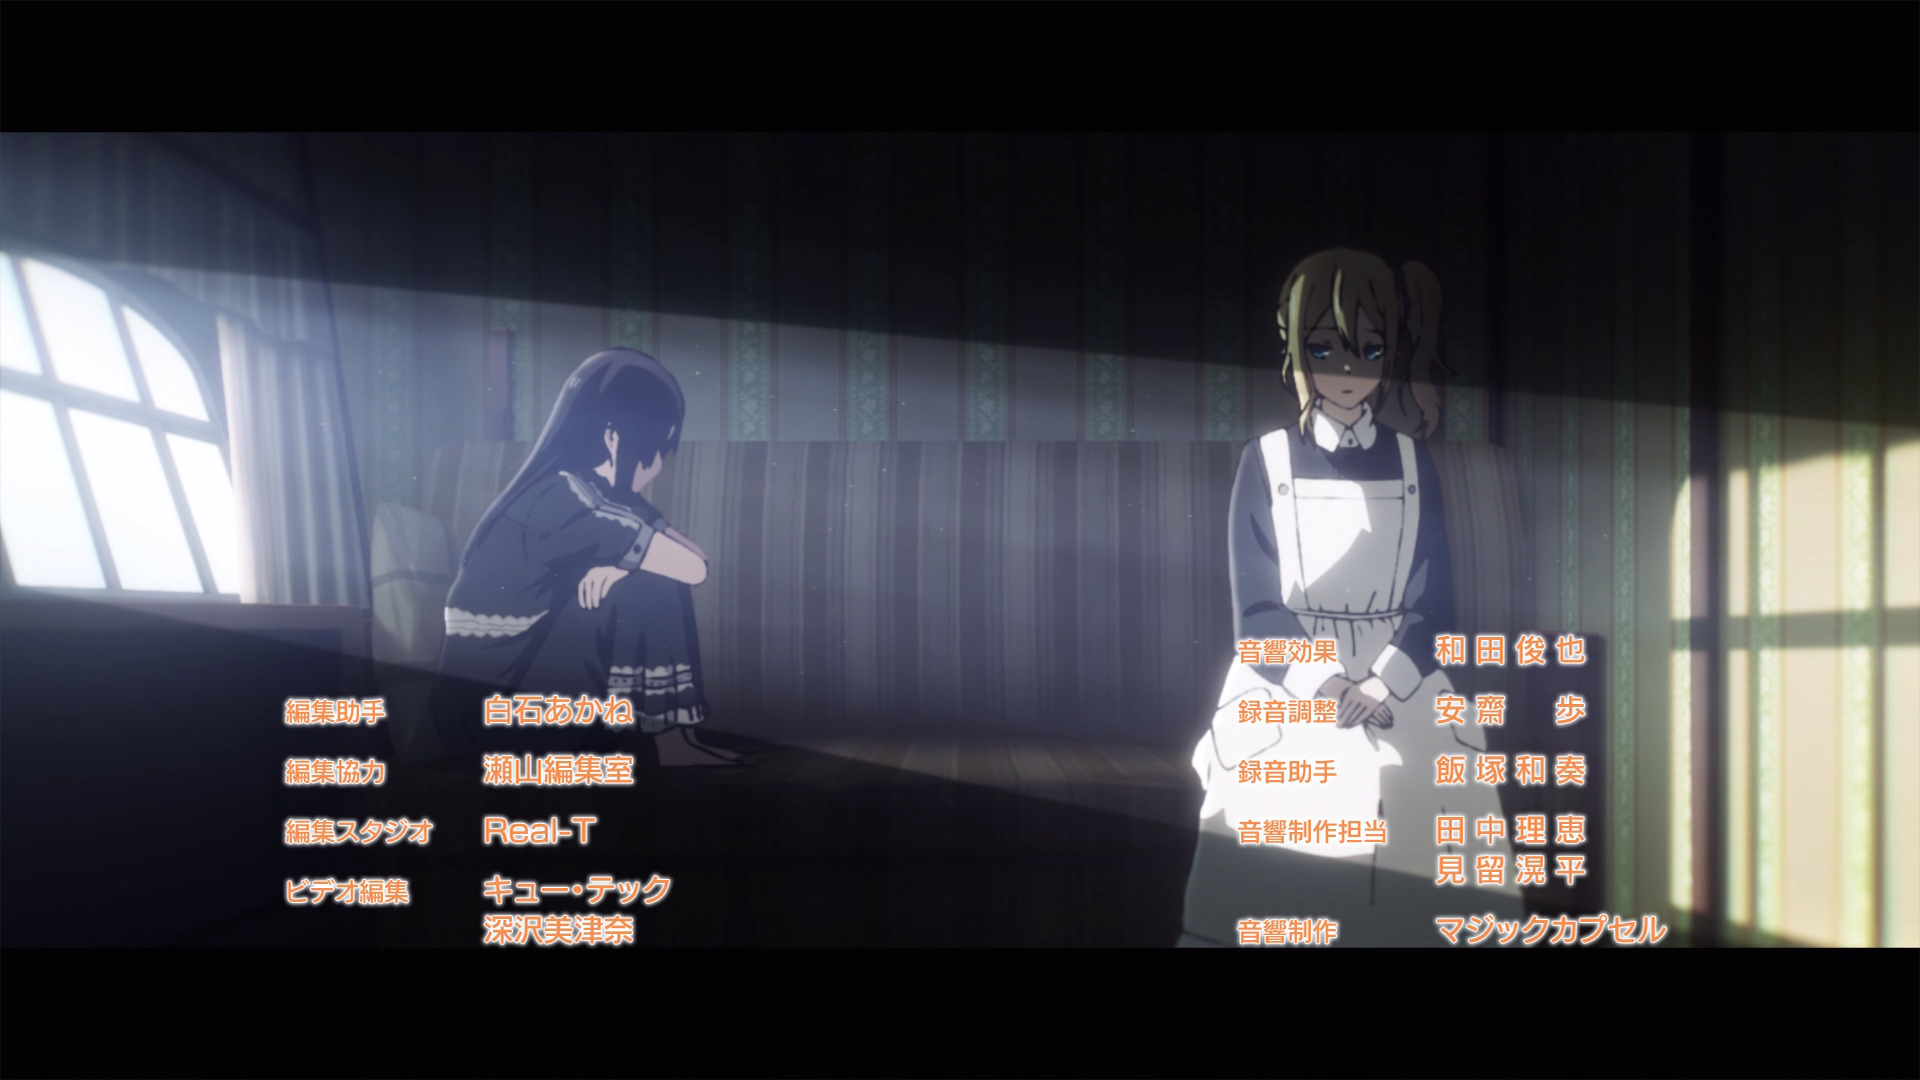 編集助手 白石あかね
編集協力 瀬山編集室
編集スタジオ Real-T
ビデオ編集 キュー・テック
深沢美津奈
音響効果 和田俊也
録音調整 安齋 歩
録音助手 飯塚和奏
音響制作担当 田中理恵
見留滉平
音響制作 マジックカプセル